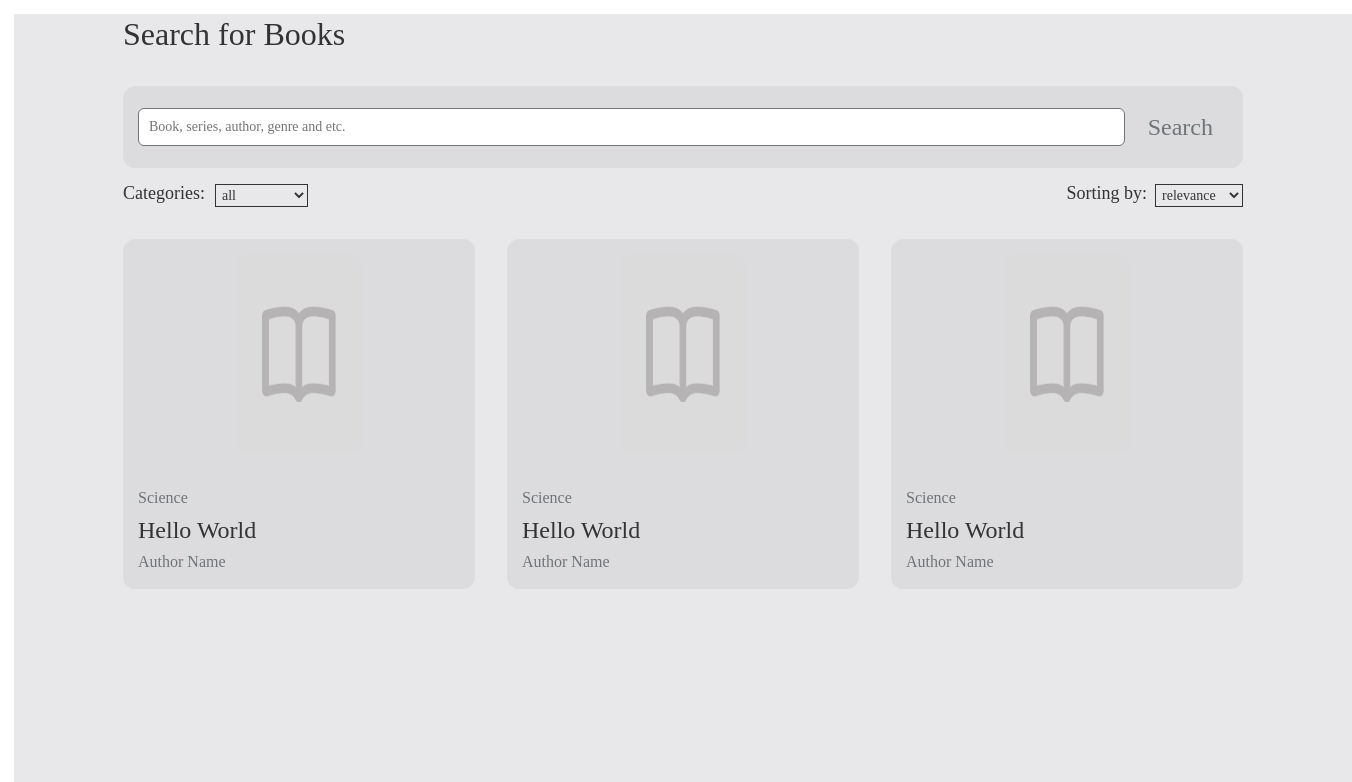 Search for Books
Book, series, author, genre and etc.
Search
Categories:
all
Sorting by:
relevance
Science
Hello World
Author Name
Science
Hello World
Author Name
Science
Hello World
Author Name